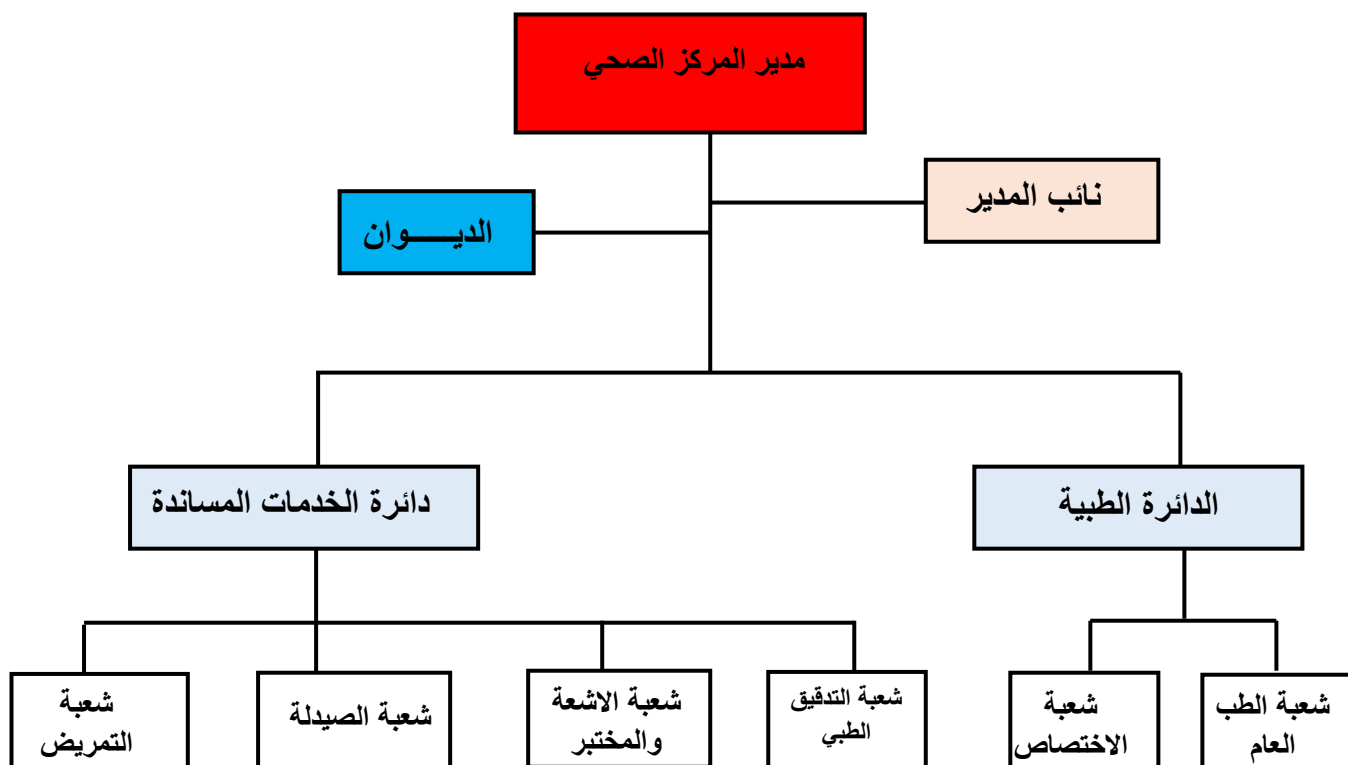 مدير المركز الصحي
نائب المدير
الديـــــوان
الدائرة الطبية
دائرة الخدمات المساندة
شعبة الطب
العام
شعبة
الاختصاص
شعبة التدقيق
الطبي
شعبة الاشعة
والمختبر
شعبة الصيدلة
شعبة
التمريض